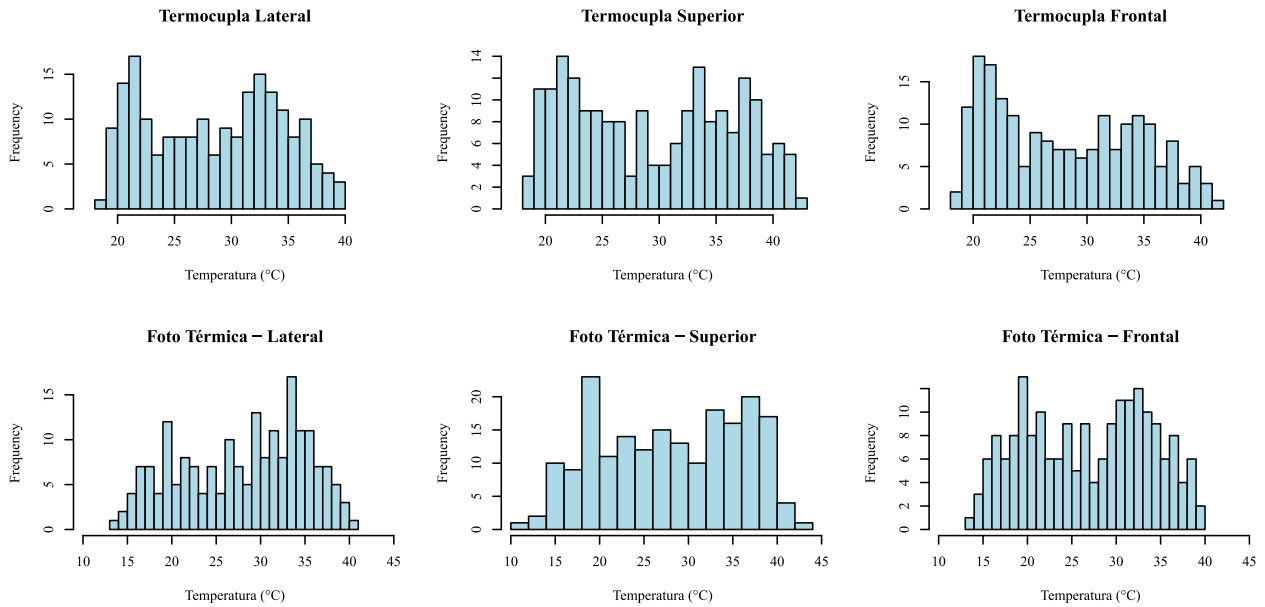 Termocupla Lateral
Frequency
0 5 10 15
20 25 30 35 40
Temperatura (°C)
Termocupla Superior
Frequency
0 2 4 6 8 10 14
20 25 30 35 40
Temperatura (°C)
Termocupla Frontal
Frequency
0 5 10 15
20 25 30 35 40
Temperatura (°C)
Foto Térmica − Lateral
Frequency
0 5 10 15
10 15 20 25 30 35 40 45
Temperatura (°C)
Foto Térmica − Superior
Frequency
0 5 10 15 20
10 15 20 25 30 35 40 45
Temperatura (°C)
Foto Térmica − Frontal
Frequency
0 2 4 6 8 10
10 15 20 25 30 35 40 45
Temperatura (°C)